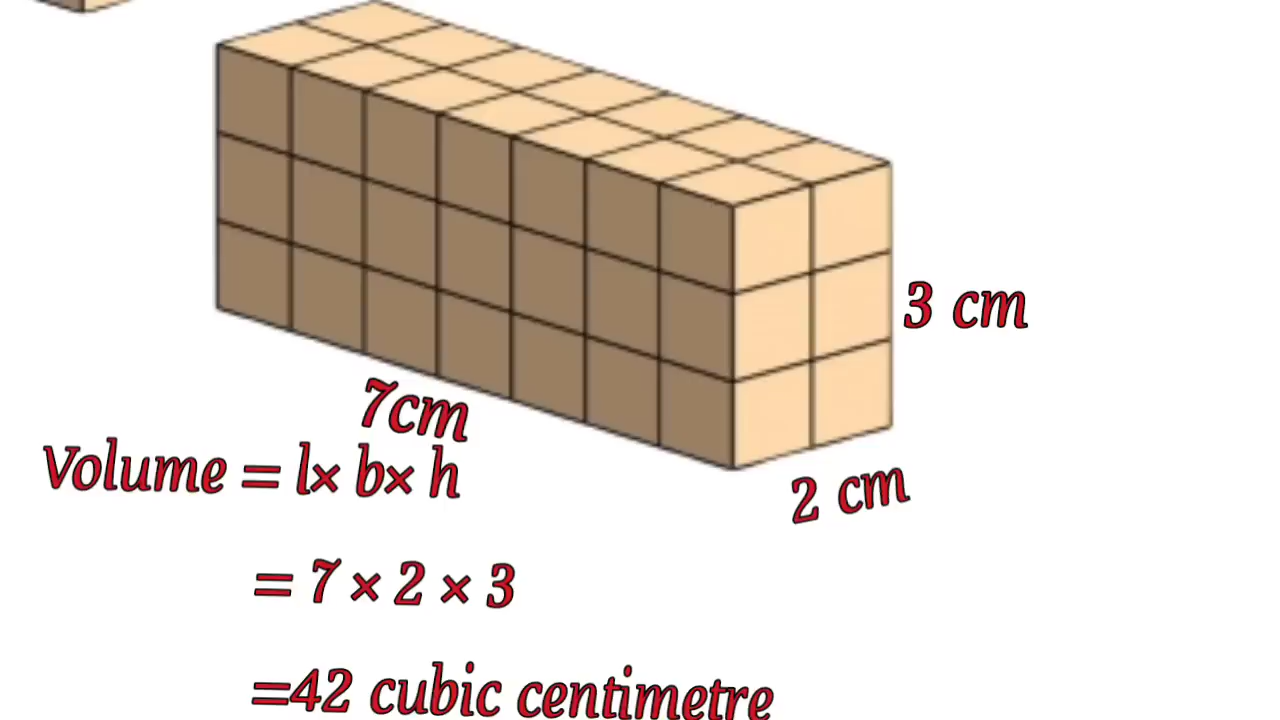 3 cm
7cm
2 cm
Volume = l× b× h
= 7 × 2 × 3
=42 cubic centimetre